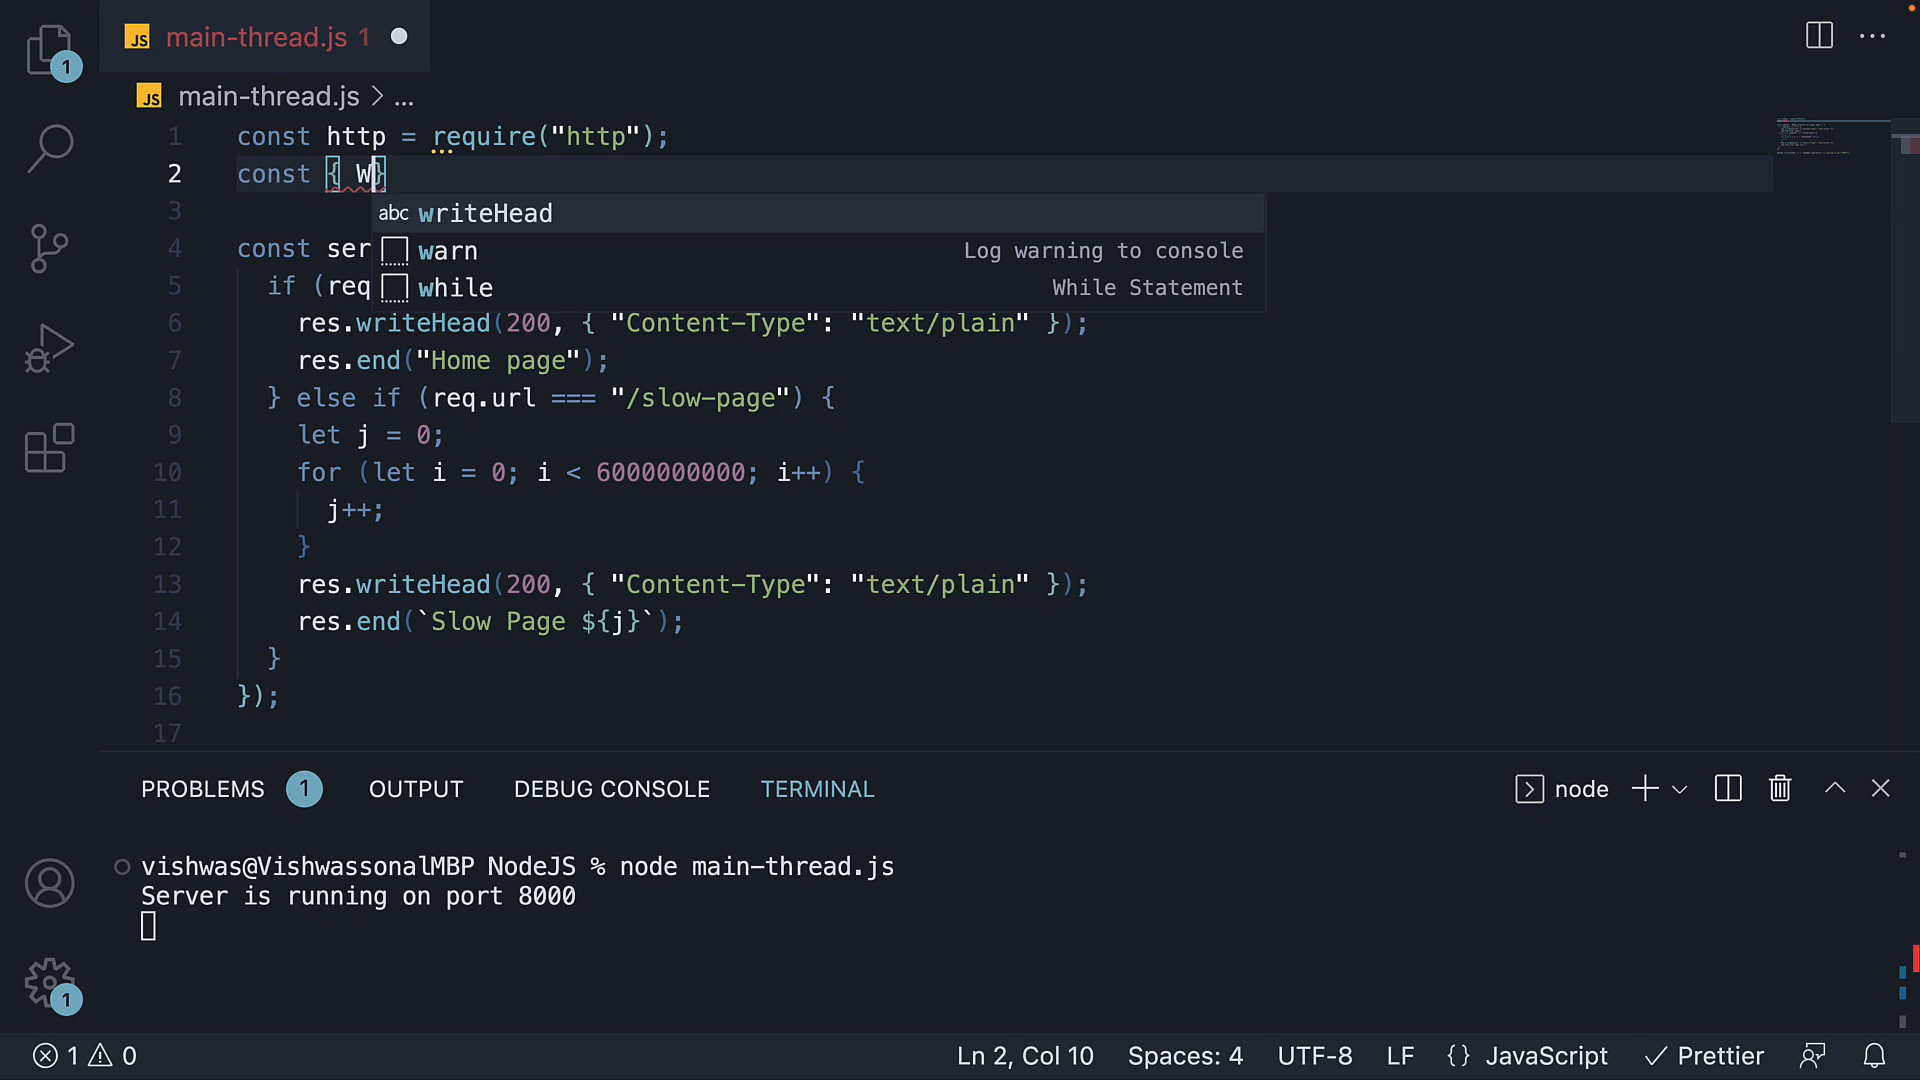 JS main-thread.js 1
1
JS main-thread.js > ...
1 const http = require("http");
2 const { W}
abc writeHead
3
4 const ser
warn Log warning to console
5 if (req
while While Statement
6 res.writeHead(200, { "Content-Type": "text/plain" });
7 res.end("Home page");
8 } else if (req.url === "/slow-page") {
9 let j = 0;
10 for (let i = 0; i < 6000000000; i++) {
11 j++;
12 }
13 res.writeHead(200, { "Content-Type": "text/plain" });
14 res.end(`Slow Page ${j}`);
15 }
16 });
17
PROBLEMS 1 OUTPUT DEBUG CONSOLE TERMINAL node
vishwas@VishwassonalMBP NodeJS % node main-thread.js
Server is running on port 8000
1
1 0 Ln 2, Col 10 Spaces: 4 UTF-8 LF {} JavaScript Prettier